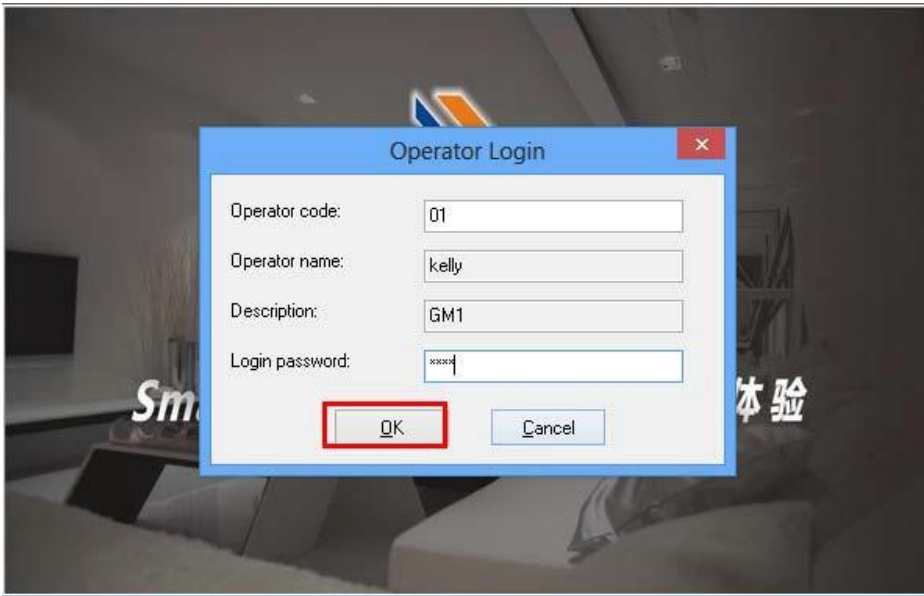 Operator Login
Operator code:
01
Operator name:
kelly
Description:
GM1
Login password:
****
Sm
体验
OK
Cancel